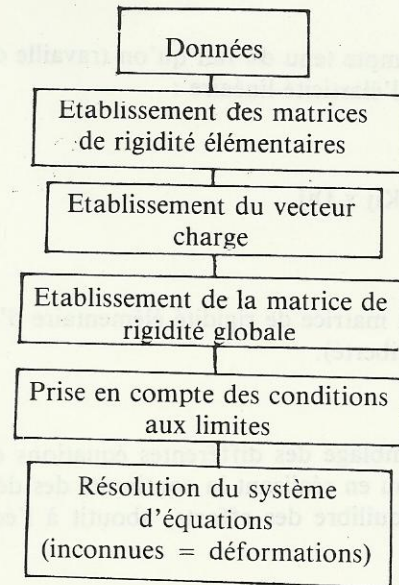 Données
Etablissement des matrices
de rigidité élémentaires
Etablissement du vecteur
charge
Etablissement de la matrice de
rigidité globale
Prise en compte des conditions
aux limites
Résolution du système
d'équations
(inconnues = déformations)